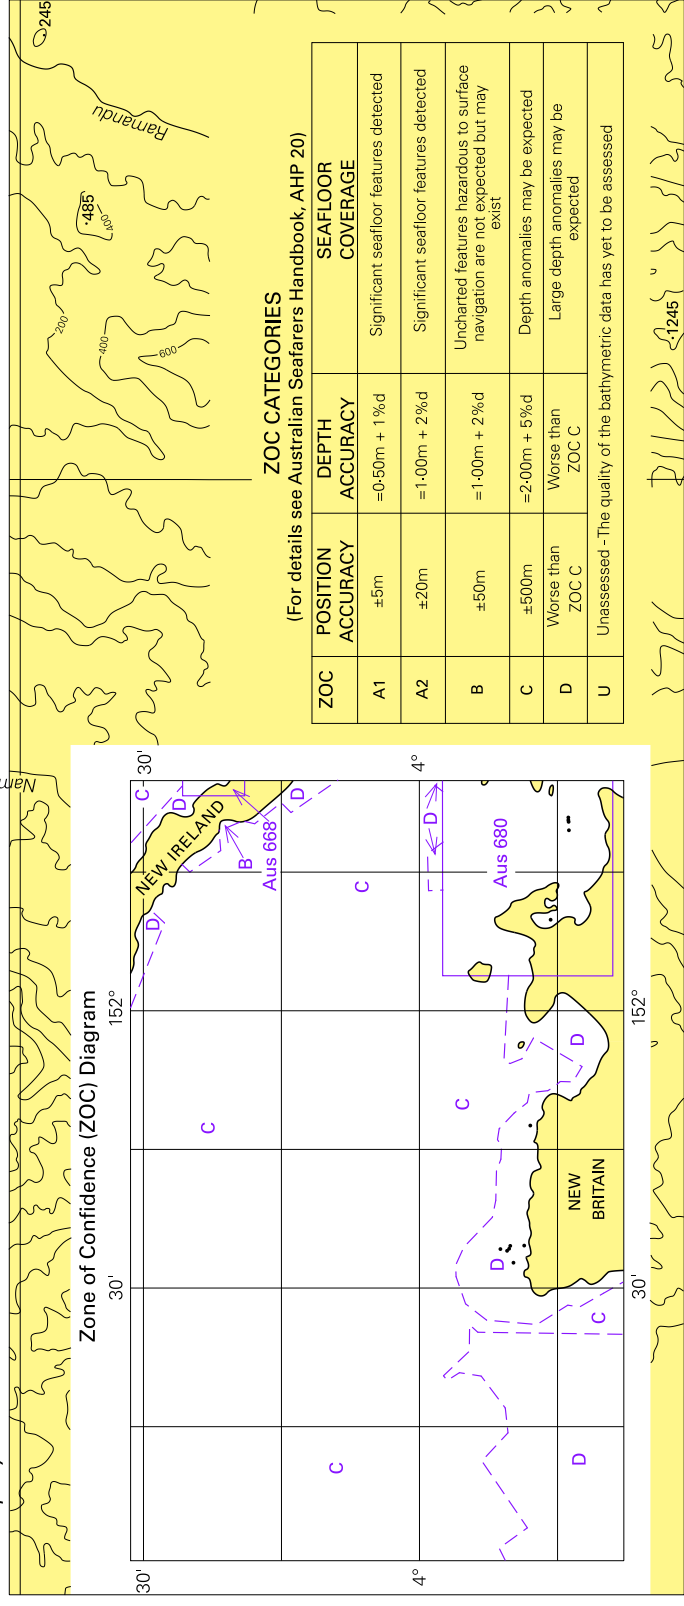 Zone of Confidence (ZOC) Diagram
30'
152°
30'
C
D
NEW IRELAND
D
B
Aus 668
D
30'
C
C
C
C
4°
4°
D
Aus 680
D
D
D
C
NEW
BRITAIN
30'
152°
ZOC CATEGORIES
(For details see Australian Seafarers Handbook, AHP 20)
ZOC
POSITION
ACCURACY
DEPTH
ACCURACY
SEAFLOOR
COVERAGE
A1
±5m
=0·50m + 1%d
Significant seafloor features detected
A2
±20m
=1·00m + 2%d
Significant seafloor features detected
B
±50m
=1·00m + 2%d
Uncharted features hazardous to surface
navigation are not expected but may
exist
C
±500m
=2·00m + 5%d
Depth anomalies may be expected
D
Worse than
ZOC C
Worse than
ZOC C
Large depth anomalies may be
expected
U
Unassessed - The quality of the bathymetric data has yet to be assessed
Ramandu
·485
400
200
400
600
·1245
245